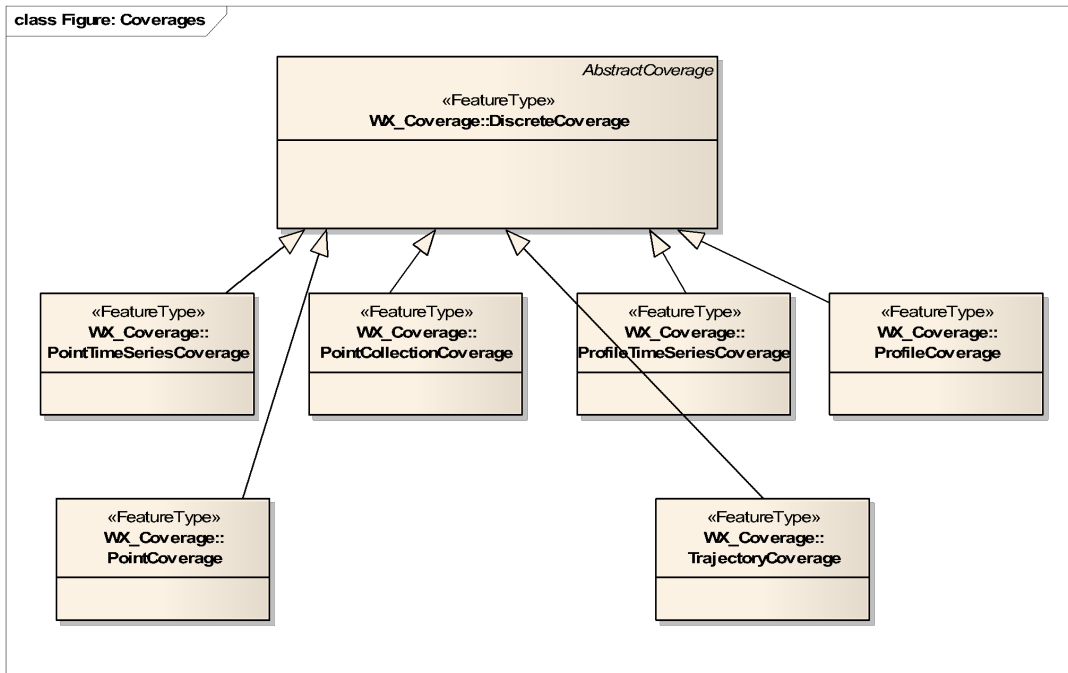 class Figure: Coverages
AbstractCoverage
«FeatureType»
WX_Coverage::DiscreteCoverage
«FeatureType»
WX_Coverage::
PointTimeSeriesCoverage
«FeatureType»
WX_Coverage::
PointCollectionCoverage
«FeatureType»
WX_Coverage::
ProfileTimeSeriesCoverage
«FeatureType»
WX_Coverage::
ProfileCoverage
«FeatureType»
WX_Coverage::
PointCoverage
«FeatureType»
WX_Coverage::
TrajectoryCoverage